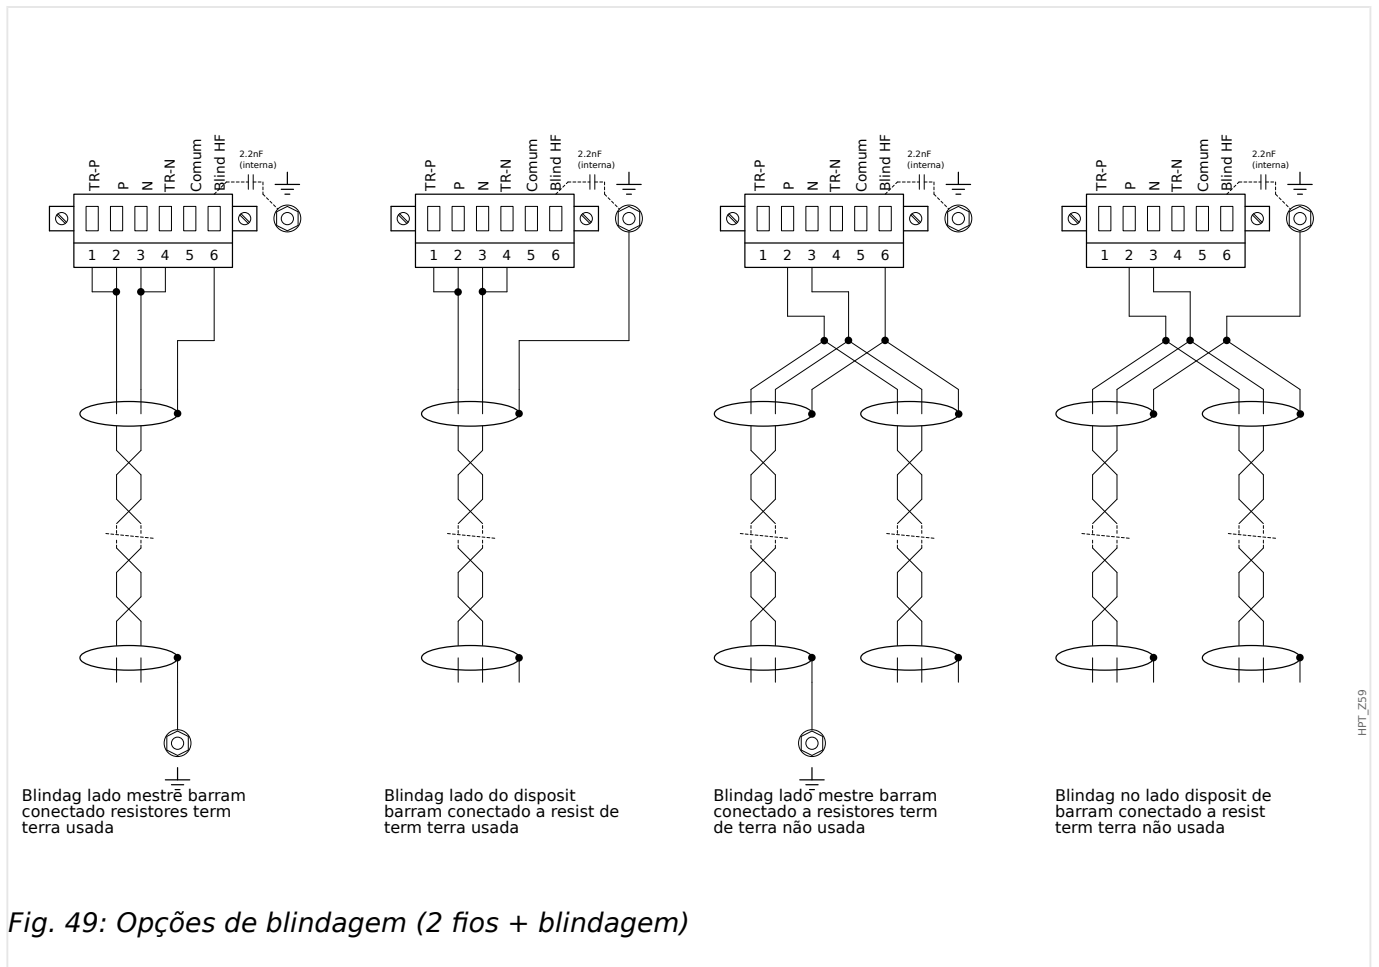 TR-P
P
N
TR-N
Comum
Blind HF
2.2nF
(interna)
1 2 3 4 5 6
TR-P
P
N
TR-N
Comum
Blind HF
2.2nF
(interna)
1 2 3 4 5 6
TR-P
P
N
TR-N
Comum
Blind HF
2.2nF
(interna)
1 2 3 4 5 6
TR-P
P
N
TR-N
Comum
Blind HF
2.2nF
(interna)
1 2 3 4 5 6
HPT_Z59
Blindag lado mestre barram
conectado resistores term
terra usada
Blindag lado do disposit
barram conectado a resist de
term terra usada
Blindag lado mestre barram
conectado a resistores term
de terra não usada
Blindag no lado disposit de
barram conectado a resist
term terra não usada
Fig. 49: Opções de blindagem (2 fios + blindagem)